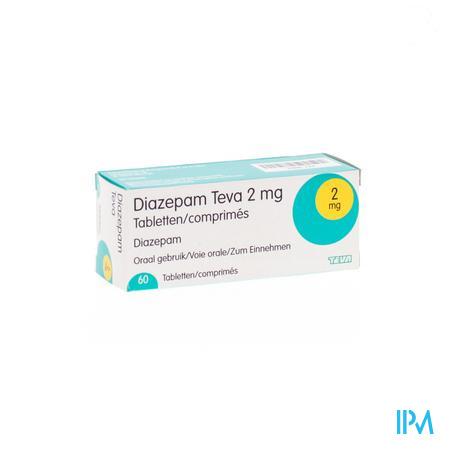 Diazepam Teva 2 mg
Tabletten/comprimés
Diazepam
Oraal gebruik/Voie orale/Zum Einnehmen
60 Tabletten/comprimés
2
mg
TEVA
Diazepam
Teva
IPM